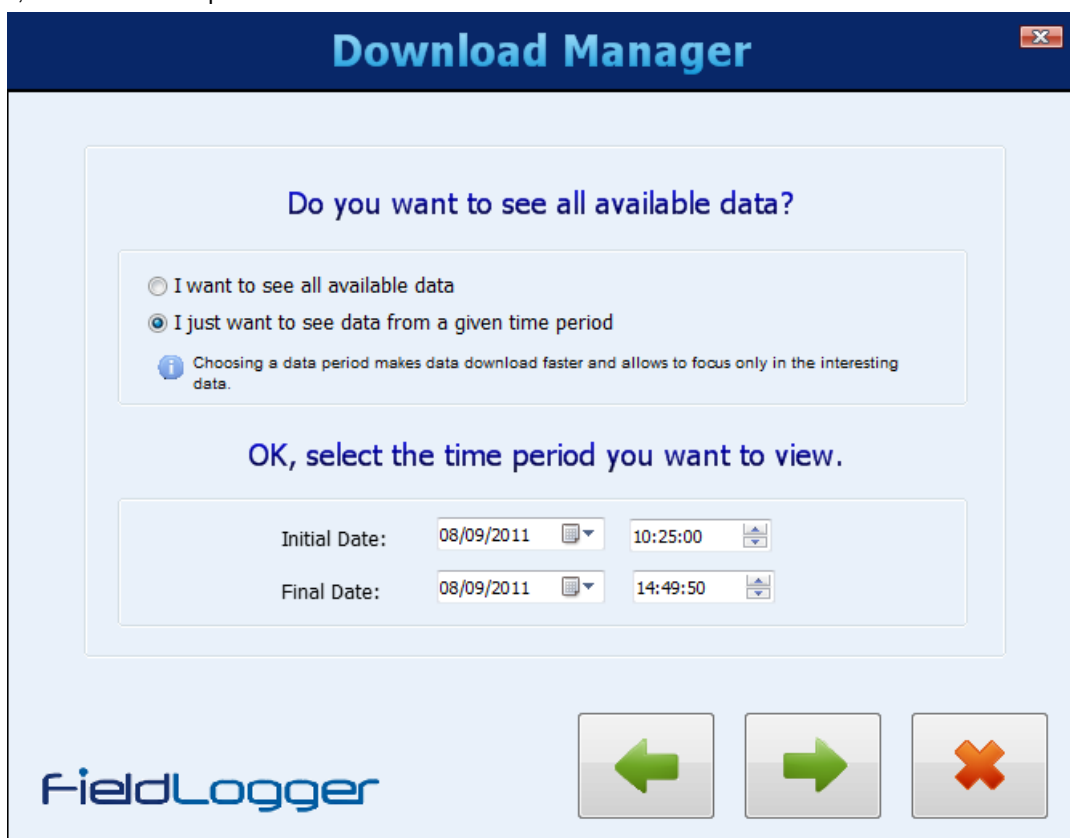 Download Manager
Do you want to see all available data?
I want to see all available data
I just want to see data from a given time period
Choosing a data period makes data download faster and allows to focus only in the interesting
data.
OK, select the time period you want to view.
Initial Date: 08/09/2011 10:25:00
Final Date: 08/09/2011 14:49:50
FieldLogger